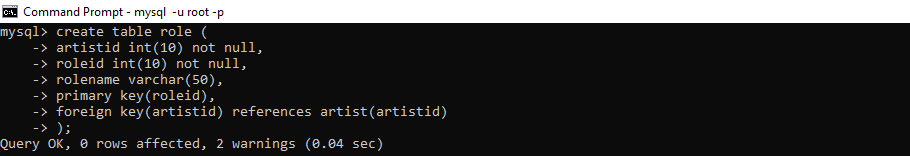 Command Prompt - mysql -u root -p
mysql> create table role (
-> artistid int(10) not null,
-> roleid int(10) not null,
-> rolename varchar(50),
-> primary key(roleid),
-> foreign key(artistid) references artist(artistid)
-> );
Query OK, 0 rows affected, 2 warnings (0.04 sec)